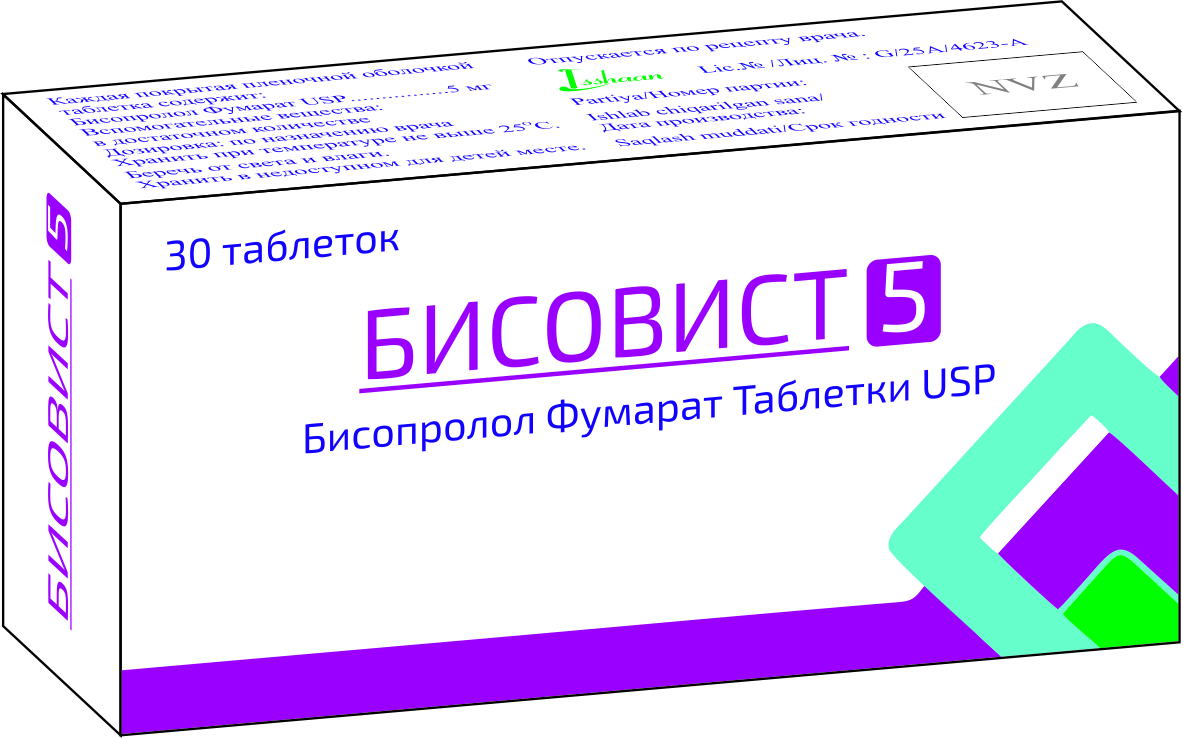 Каждая покрытая пленочной оболочкой
таблетка содержит:
Бисопролол Фумарат USP ................5 мг
Вспомогательные вещества:
в достаточном количестве
Дозировка: по назначению врача
Хранить при температуре не выше 25°С.
Беречь от света и влаги.
Хранить в недоступном для детей месте.
Отпускается по рецепту врача.
Isshaan
Lic.№ /Лиц. № : G/25A/4623-A
Partiya/Номер партии:
Ishlab chiqarilgan sana/
Дата производства:
Saqlash muddati/Срок годности
NVZ
БИСОВИСТ 5
30 таблеток
БИСОВИСТ 5
Бисопролол Фумарат Таблетки USP